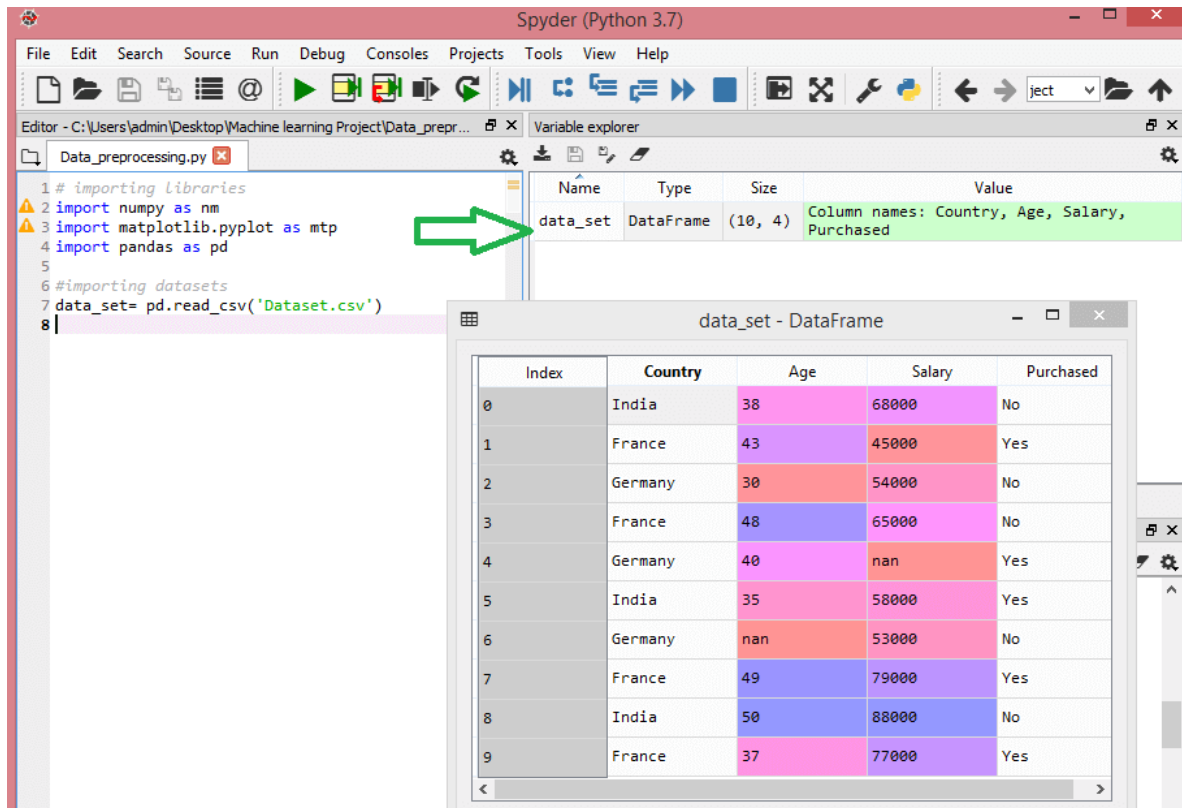 Spyder (Python 3.7)
File Edit Search Source Run Debug Consoles Projects Tools View Help
ject
Editor - C:\Users\admin\Desktop\Machine learning Project\Data_prepr...
Data_preprocessing.py
1 # importing libraries
2 import numpy as nm
3 import matplotlib.pyplot as mtp
4 import pandas as pd
5
6 #importing datasets
7 data_set= pd.read_csv('Dataset.csv')
8
Variable explorer
Name Type Size Value
data_set DataFrame (10, 4) Column names: Country, Age, Salary,
Purchased
data_set - DataFrame
Index Country Age Salary Purchased
0 India 38 68000 No
1 France 43 45000 Yes
2 Germany 30 54000 No
3 France 48 65000 No
4 Germany 40 nan Yes
5 India 35 58000 Yes
6 Germany nan 53000 No
7 France 49 79000 Yes
8 India 50 88000 No
9 France 37 77000 Yes